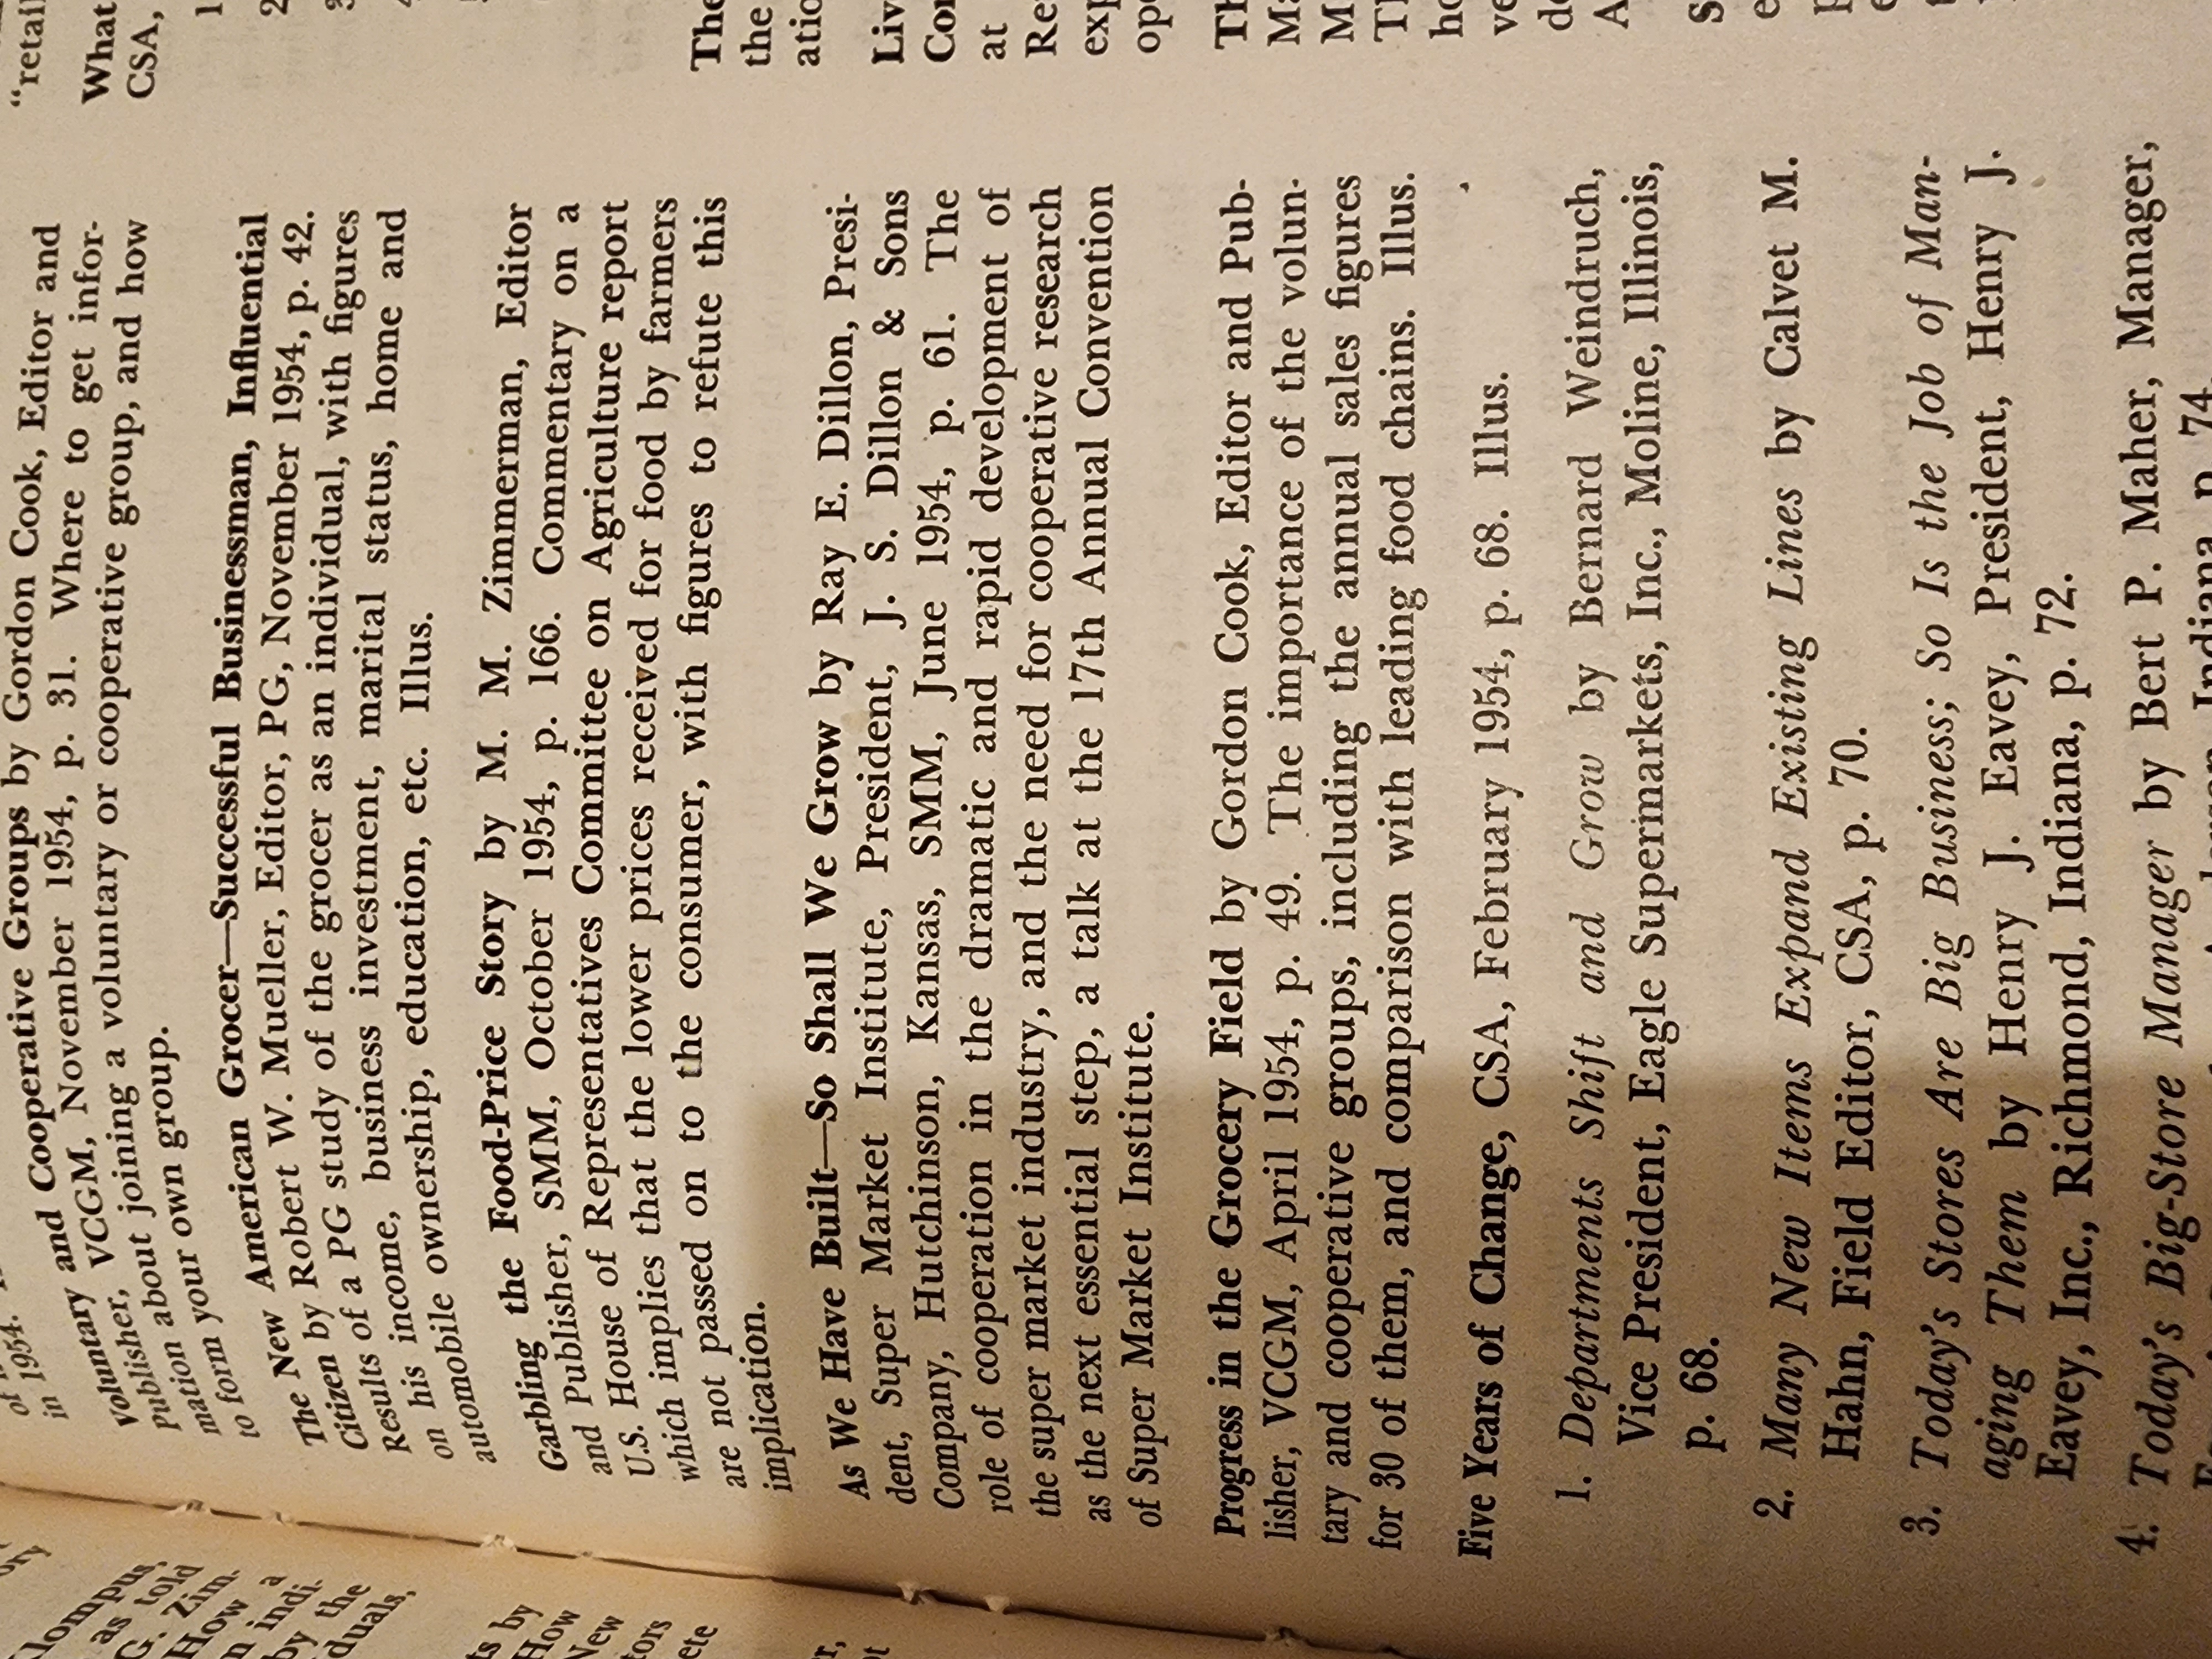 in 1954.
Voluntary and Cooperative Groups by Gordon Cook, Editor and
Publisher, VCGM, November 1954, p. 31. Where to get infor-
mation about joining a voluntary or cooperative group, and how
to form your own group.
The New American Grocer—Successful Businessman, Influential
Citizen by Robert W. Mueller, Editor, PG, November 1954, p. 42.
Results of a PG study of the grocer as an individual, with figures
on his income, business investment, marital status, home and
automobile ownership, education, etc. Illus.
Garbling the Food-Price Story by M. M. Zimmerman, Editor
and Publisher, SMM, October 1954, p. 166. Commentary on a
U.S. House of Representatives Committee on Agriculture report
which implies that the lower prices received for food by farmers
are not passed on to the consumer, with figures to refute this
implication.
As We Have Built—So Shall We Grow by Ray E. Dillon, Presi-
dent, Super Market Institute, President, J. S. Dillon & Sons
Company, Hutchinson, Kansas, SMM, June 1954, p. 61. The
role of cooperation in the dramatic and rapid development of
the super market industry, and the need for cooperative research
as the next essential step, a talk at the 17th Annual Convention
of Super Market Institute.
Progress in the Grocery Field by Gordon Cook, Editor and Pub-
lisher, VCGM, April 1954, p. 49. The importance of the volun-
tary and cooperative groups, including the annual sales figures
for 30 of them, and comparison with leading food chains. Illus.
Five Years of Change, CSA, February 1954, p. 68. Illus.
1. Departments Shift and Grow by Bernard Weindruch,
Vice President, Eagle Supermarkets, Inc., Moline, Illinois,
p. 68.
2. Many New Items Expand Existing Lines by Calvet M.
Hahn, Field Editor, CSA, p. 70.
3. Today's Stores Are Big Business; So Is the Job of Man-
aging Them by Henry J. Eavey, President, Henry J.
Eavey, Inc., Richmond, Indiana, p. 72.
4. Today's Big-Store Manager by Bert P. Maher, Manager,
Indiana, p. 74.
"retail
What
CSA,
The
the
Liv
at